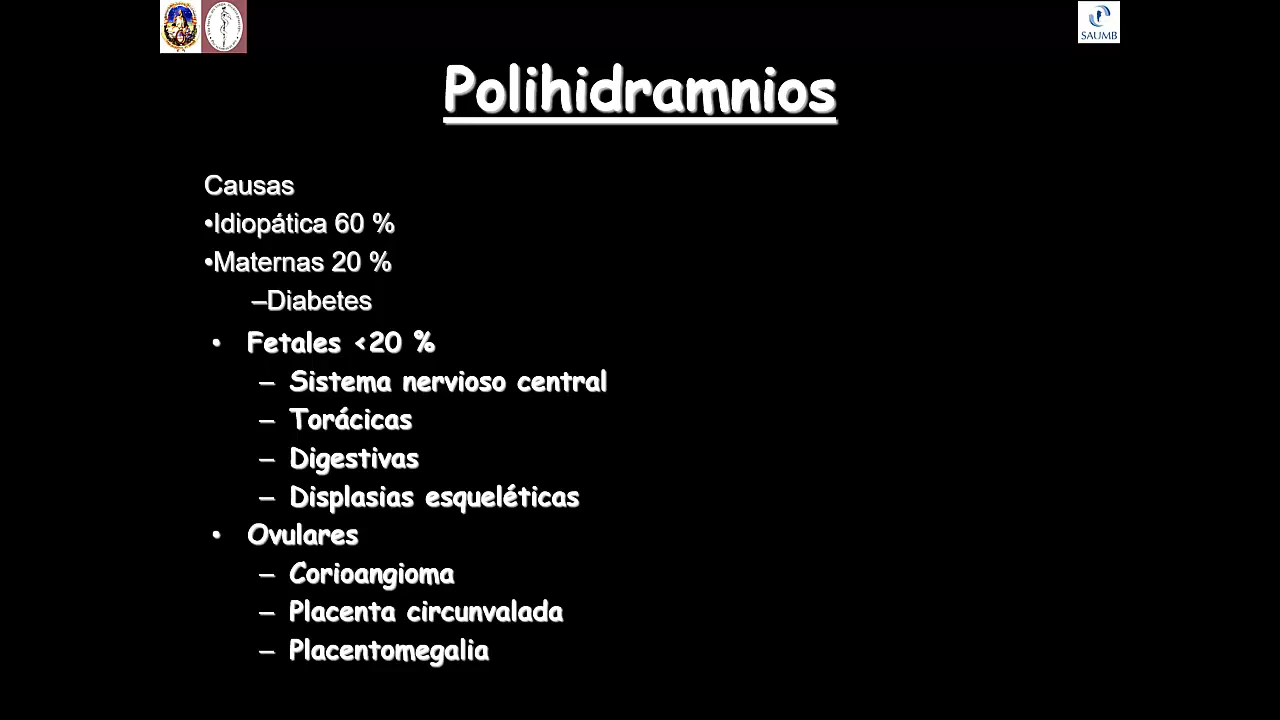 SAUMB
Polihidramnios
Causas
•Idiopática 60 %
•Maternas 20 %
–Diabetes
• Fetales <20 %
– Sistema nervioso central
– Torácicas
– Digestivas
– Displasias esqueléticas
• Ovulares
– Corioangioma
– Placenta circunvalada
– Placentomegalia